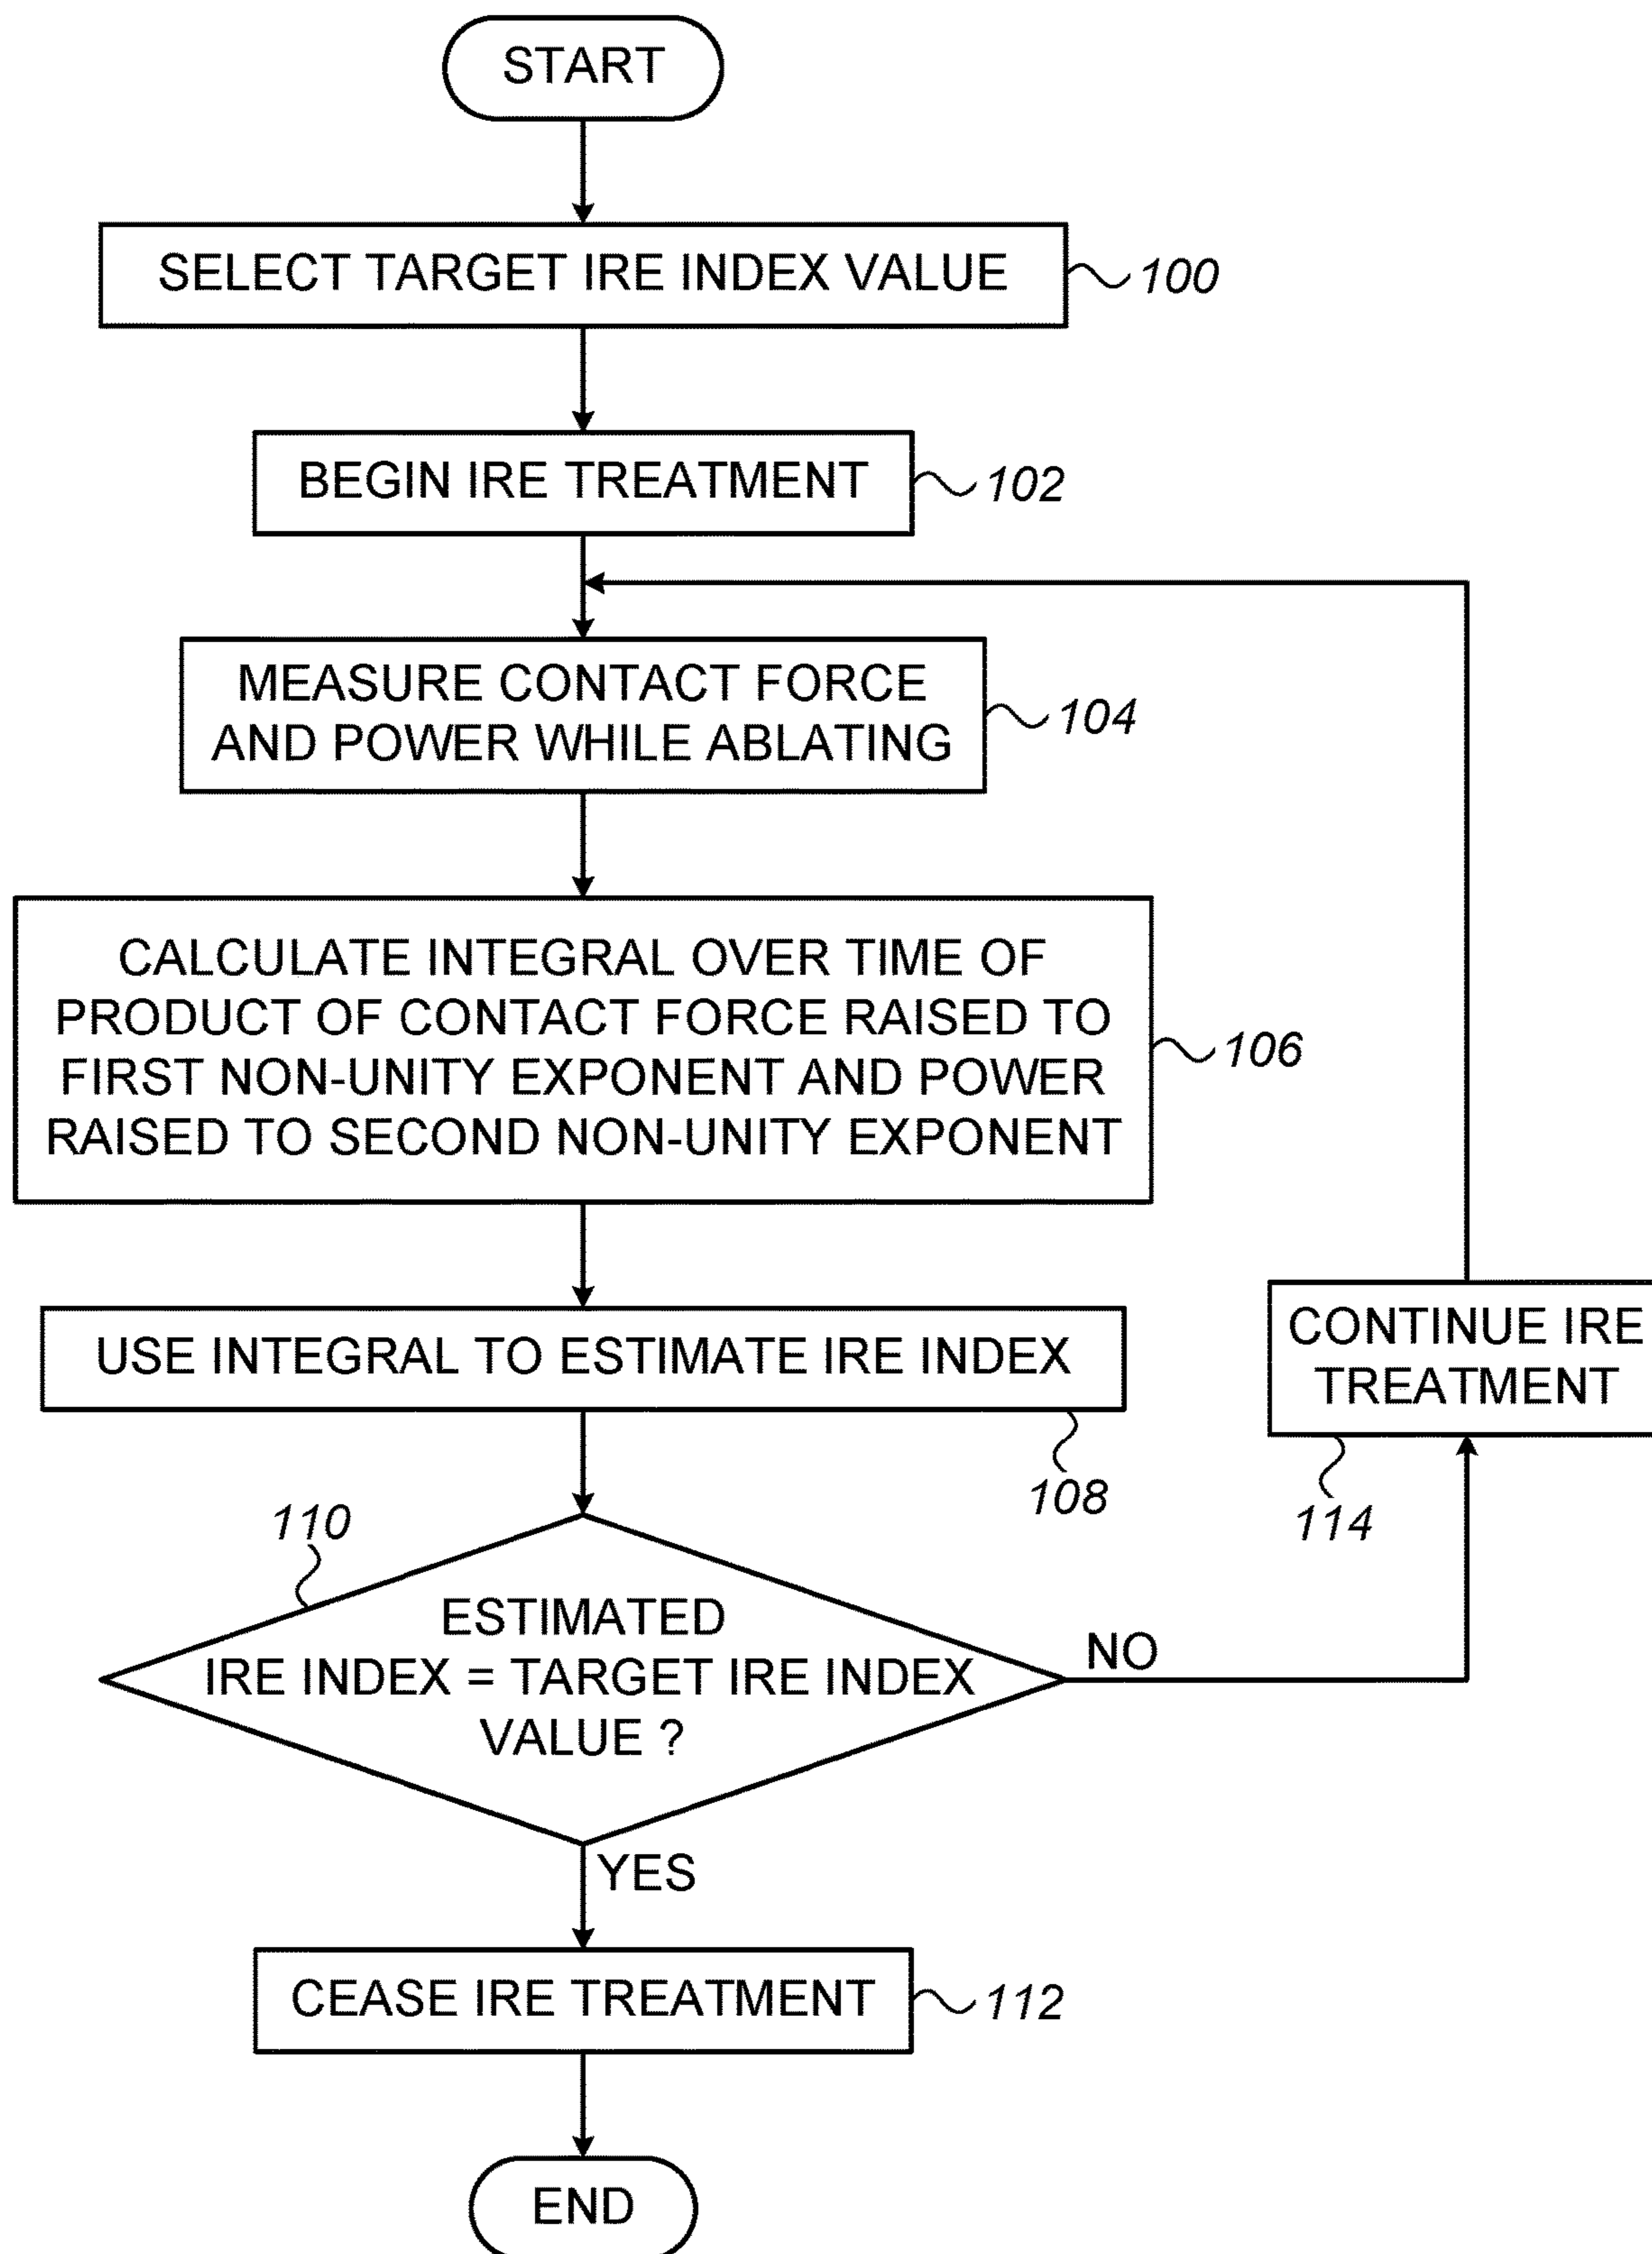 START
SELECT TARGET IRE INDEX VALUE
100
BEGIN IRE TREATMENT
102
MEASURE CONTACT FORCE
AND POWER WHILE ABLATING
104
CALCULATE INTEGRAL OVER TIME OF
PRODUCT OF CONTACT FORCE RAISED TO
FIRST NON-UNITY EXPONENT AND POWER
RAISED TO SECOND NON-UNITY EXPONENT
106
USE INTEGRAL TO ESTIMATE IRE INDEX
108
CONTINUE IRE
TREATMENT
114
110
ESTIMATED
IRE INDEX = TARGET IRE INDEX
VALUE ?
NO
YES
CEASE IRE TREATMENT
112
END